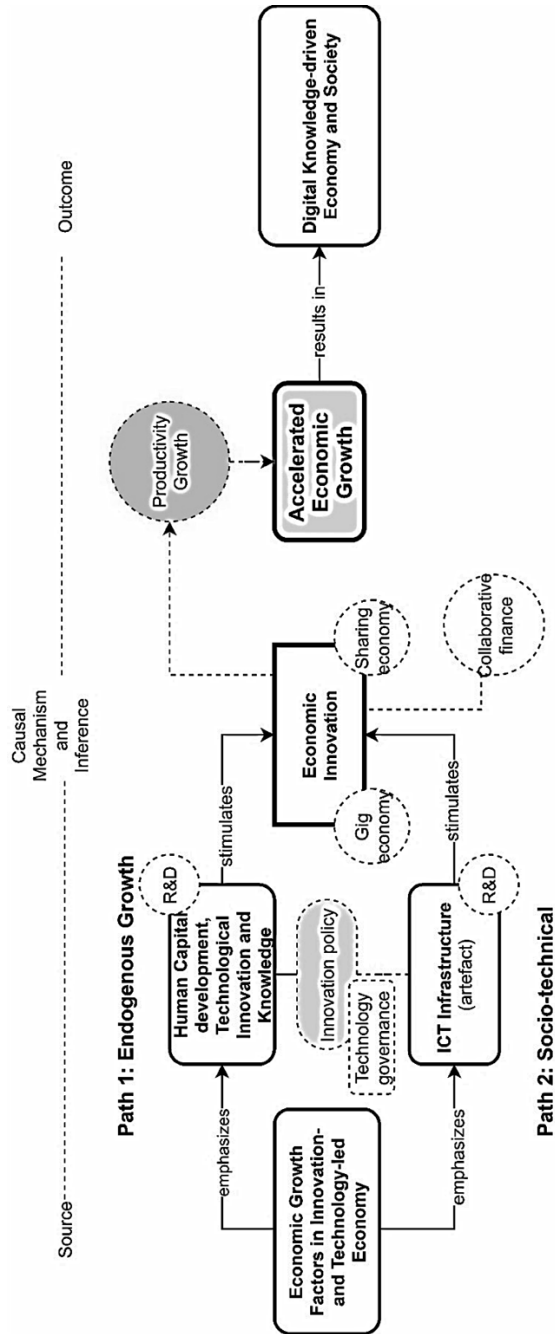 Source
Causal
Mechanism
and
Inference
Outcome
Path 1: Endogenous Growth
Economic Growth
Factors in Innovation-
and Technology-led
Economy
emphasizes
emphasizes
R&D
Human Capital
development,
Technological
Innovation and
Knowledge
Innovation policy
Technology
governance
ICT Infrastructure
(artefact)
R&D
Path 2: Socio-technical
stimulates
stimulates
Economic
Innovation
Gig
economy
Sharing
economy
Collaborative
finance
Productivity
Growth
Accelerated
Economic
Growth
results in
Digital Knowledge-driven
Economy and Society